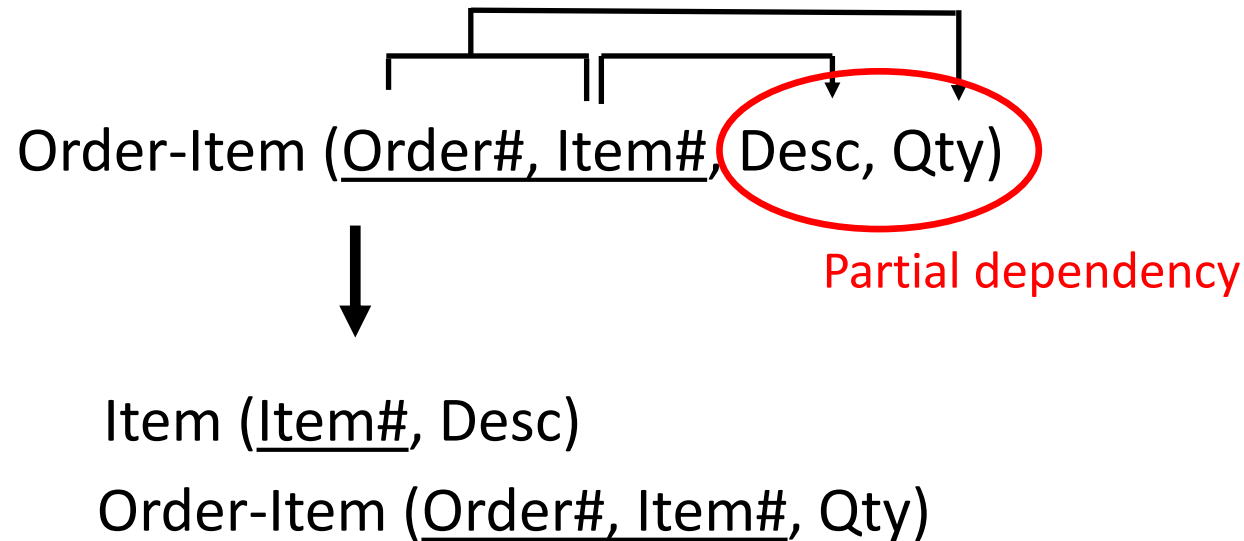 Order-Item (Order#, Item#, Desc, Qty)
Partial dependency
Item (Item#, Desc)
Order-Item (Order#, Item#, Qty)